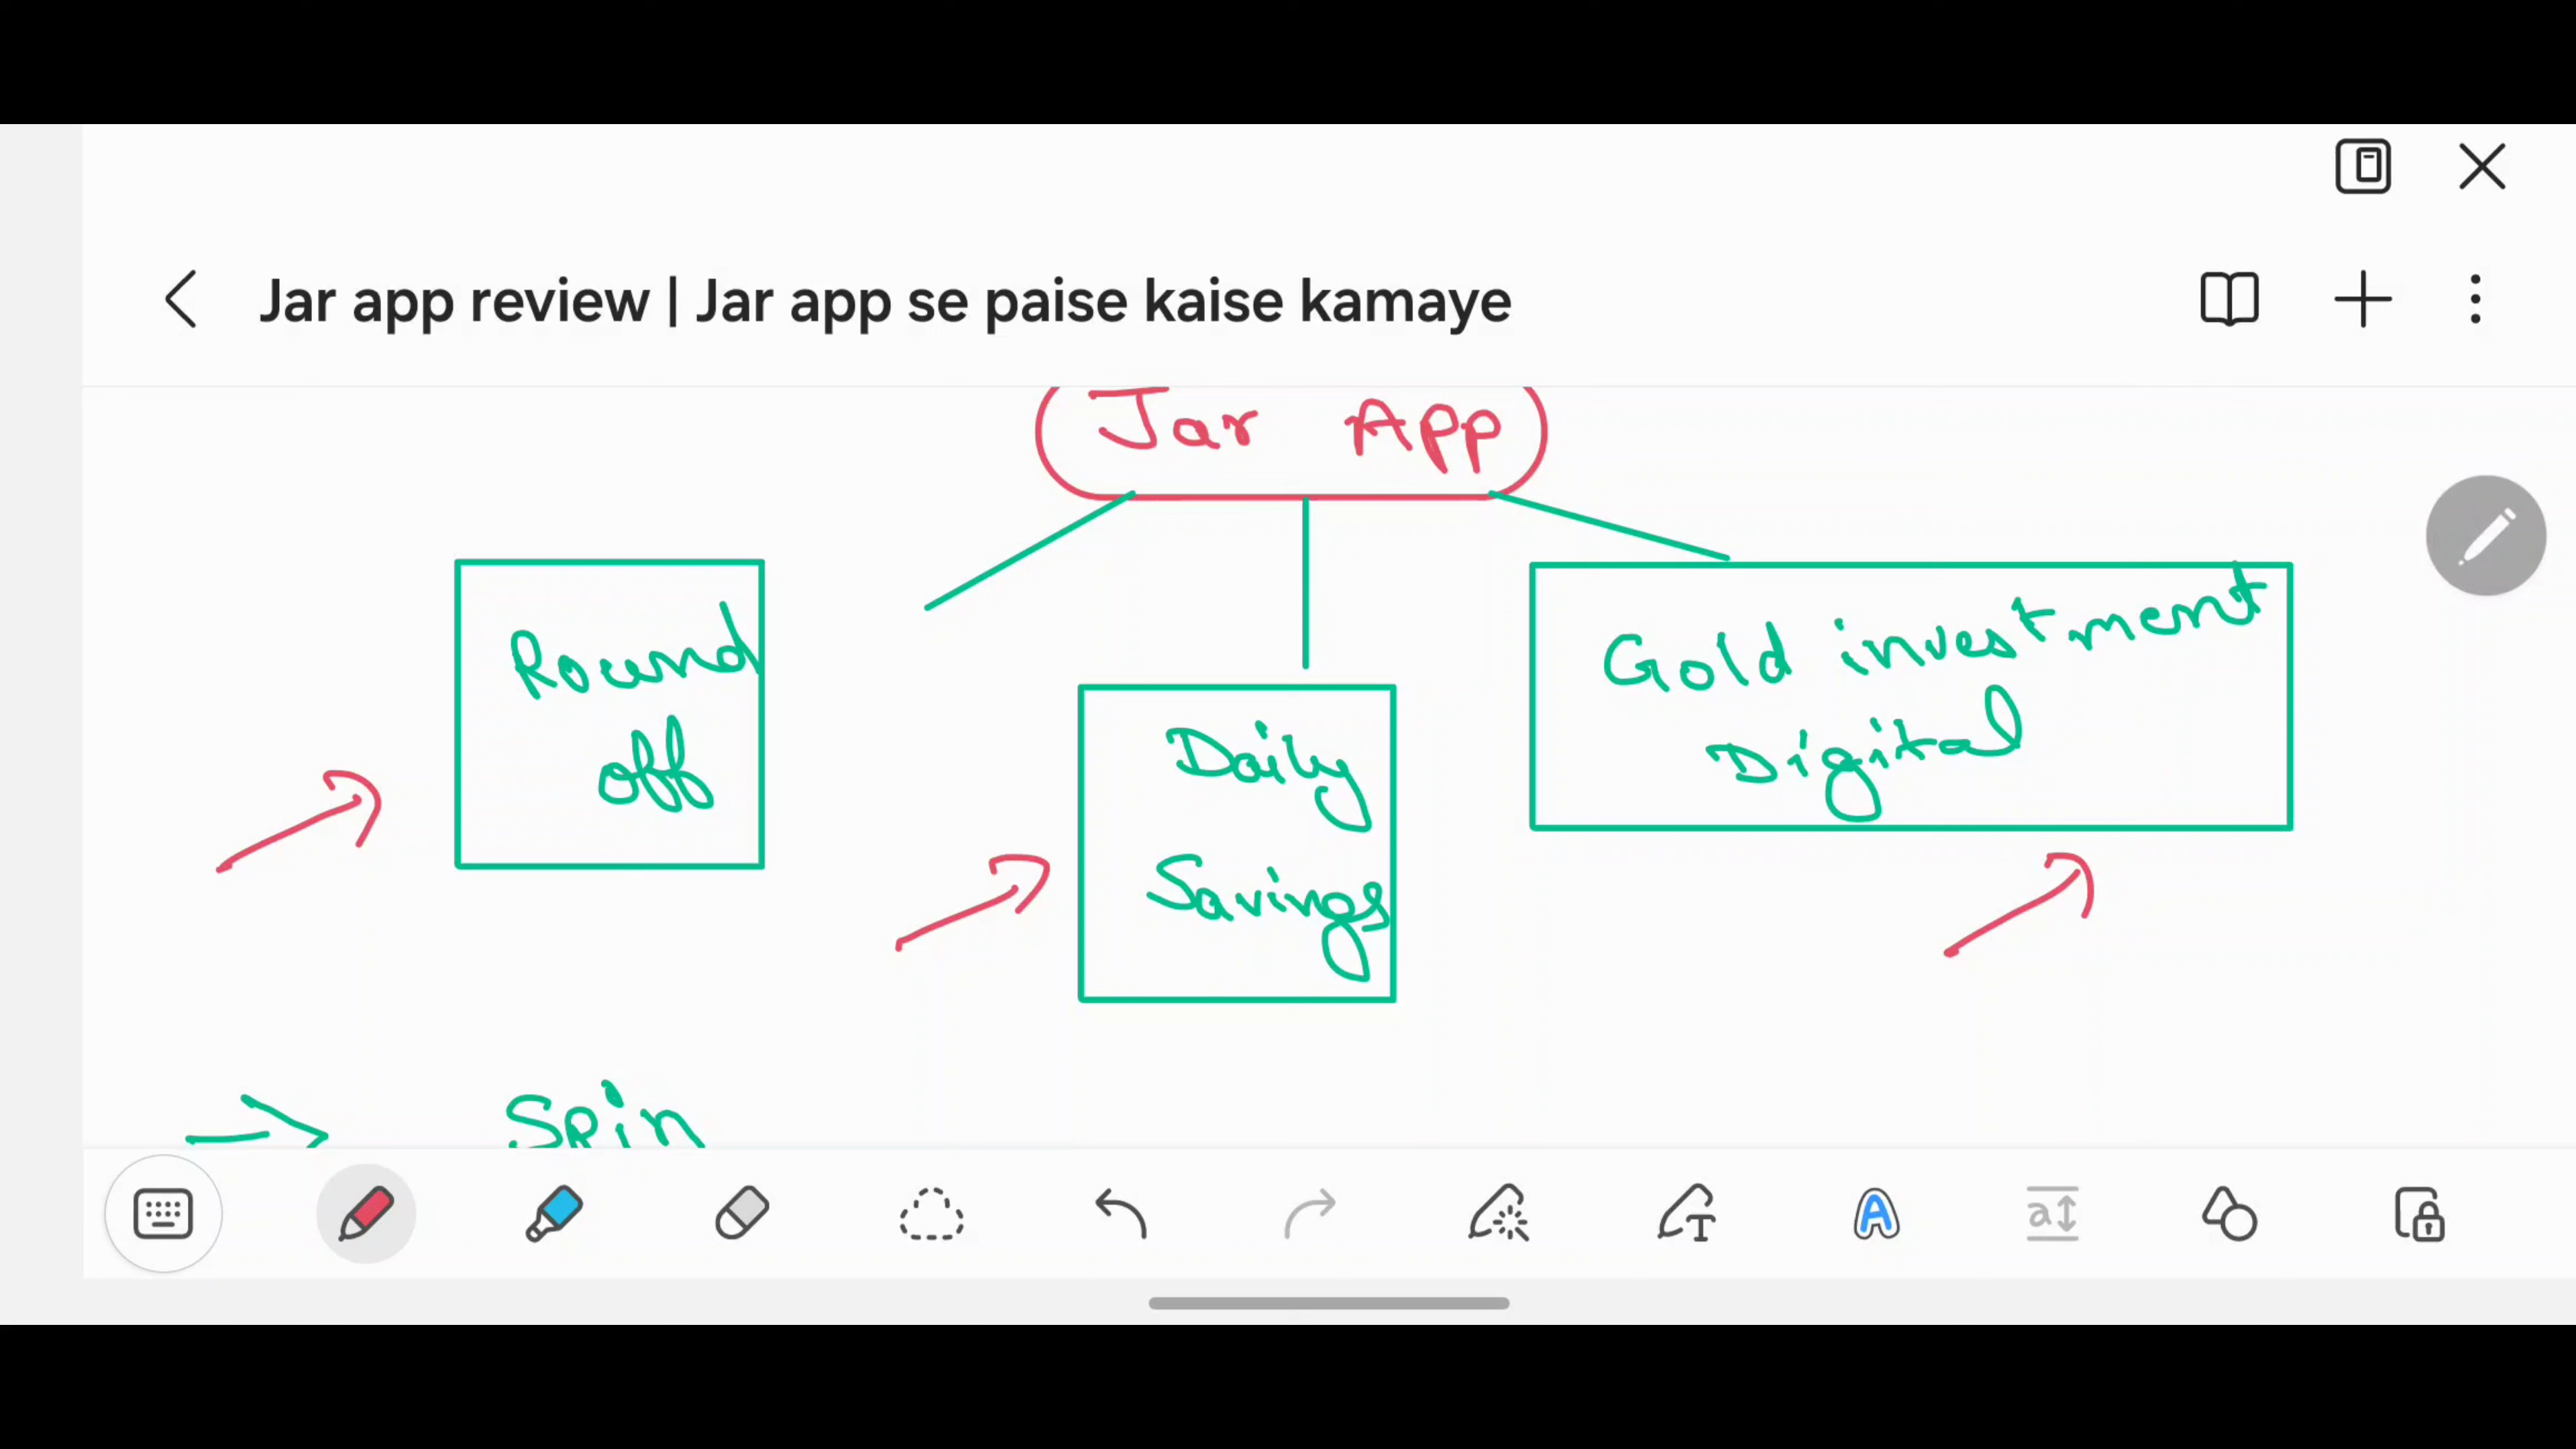 Jar app review | Jar app se paise kaise kamaye
Jar App
Round
off
Daily
Savings
Gold investment
Digital
Spin